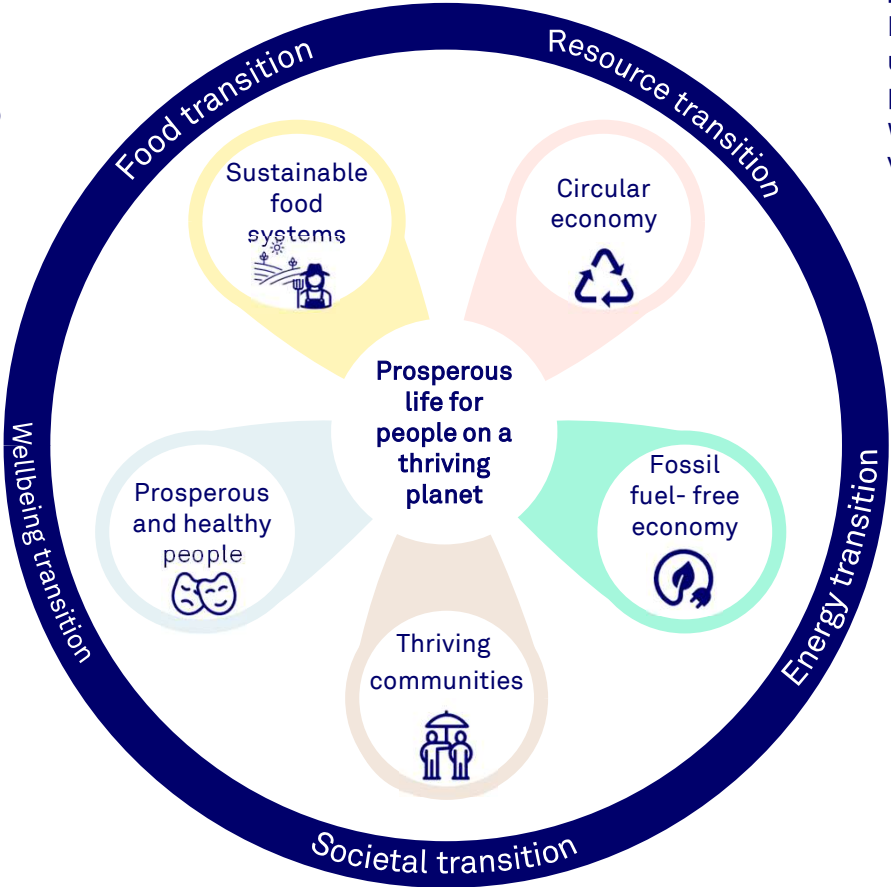 Food transition
Resource transition
Sustainable
food
systems
Circular
economy
Prosperous
life for
people on a
thriving
planet
Wellbeing transition
Prosperous
and healthy
people
Fossil
fuel- free
economy
Energy transition
Thriving
communities
Societal transition